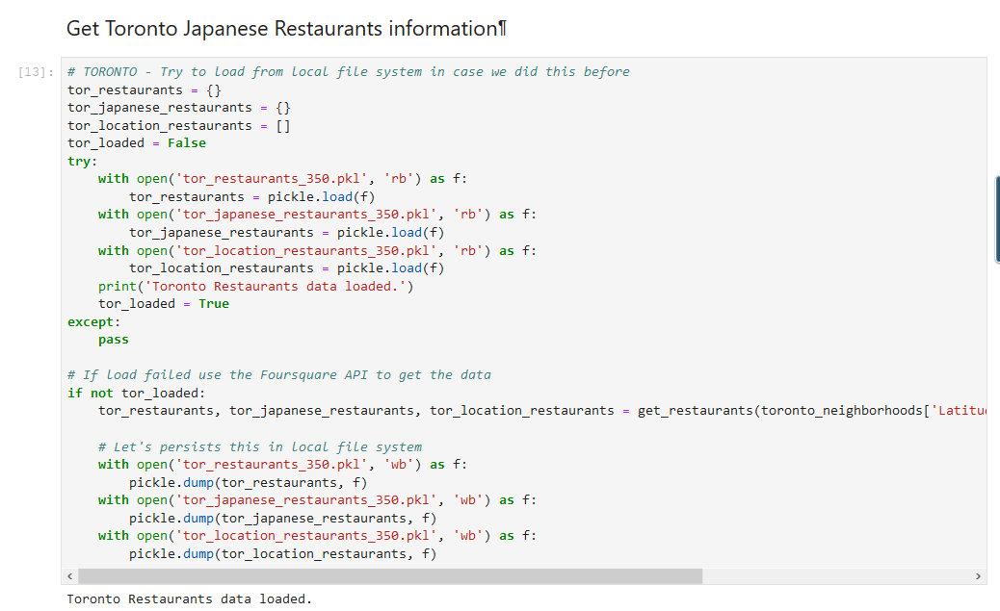 Get Toronto Japanese Restaurants information¶
[13]:
# TORONTO - Try to load from local file system in case we did this before
tor_restaurants = {}
tor_japanese_restaurants = {}
tor_location_restaurants = []
tor_loaded = False
try:
    with open('tor_restaurants_350.pkl', 'rb') as f:
        tor_restaurants = pickle.load(f)
    with open('tor_japanese_restaurants_350.pkl', 'rb') as f:
        tor_japanese_restaurants = pickle.load(f)
    with open('tor_location_restaurants_350.pkl', 'rb') as f:
        tor_location_restaurants = pickle.load(f)
    print('Toronto Restaurants data loaded.')
    tor_loaded = True
except:
    pass

# If load failed use the Foursquare API to get the data
if not tor_loaded:
    tor_restaurants, tor_japanese_restaurants, tor_location_restaurants = get_restaurants(toronto_neighborhoods['Latitu

    # Let's persists this in local file system
    with open('tor_restaurants_350.pkl', 'wb') as f:
        pickle.dump(tor_restaurants, f)
    with open('tor_japanese_restaurants_350.pkl', 'wb') as f:
        pickle.dump(tor_japanese_restaurants, f)
    with open('tor_location_restaurants_350.pkl', 'wb') as f:
        pickle.dump(tor_location_restaurants, f)
Toronto Restaurants data loaded.